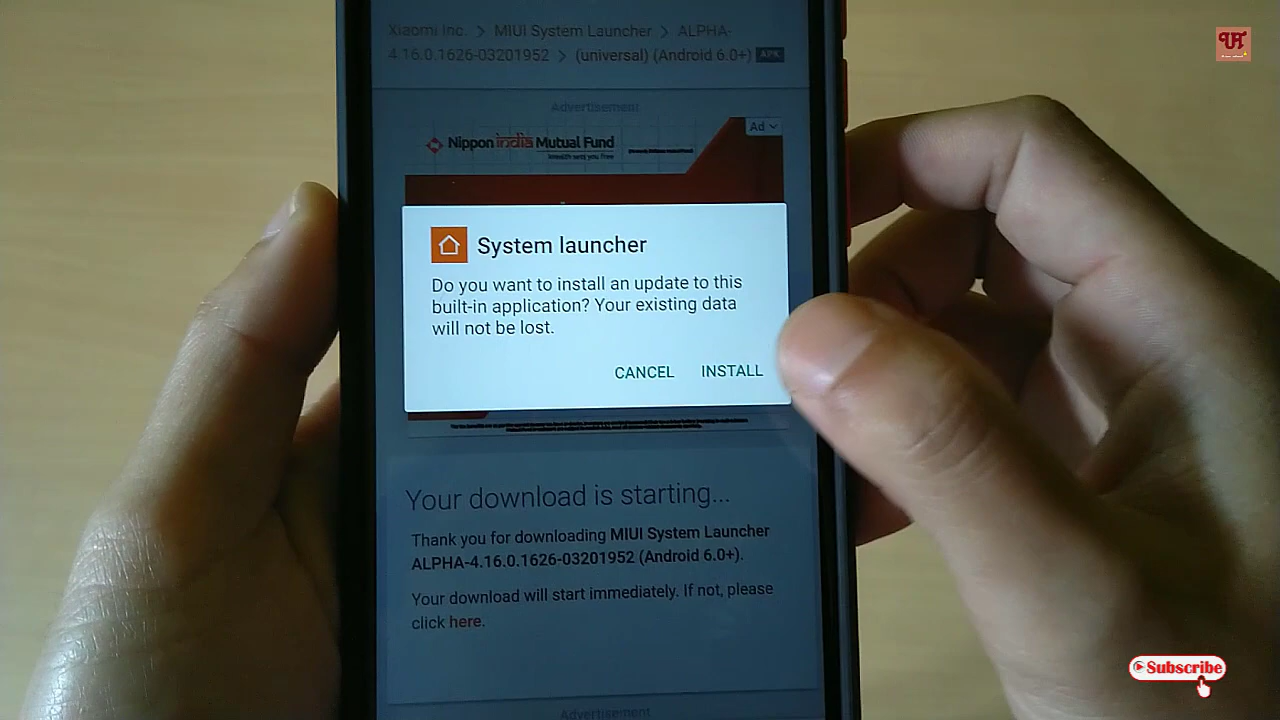 Xiaomi Inc. > MIUI System Launcher > ALPHA-
4.16.0.1626-03201952 > (universal) (Android 6.0+) APK
Advertisement
Ad
Nippon india Mutual Fund
Wealth sets you free
System launcher
Do you want to install an update to this
built-in application? Your existing data
will not be lost.
CANCEL INSTALL
Your download is starting...
Thank you for downloading MIUI System Launcher
ALPHA-4.16.0.1626-03201952 (Android 6.0+).
Your download will start immediately. If not, please
click here.
Advertisement
Subscribe